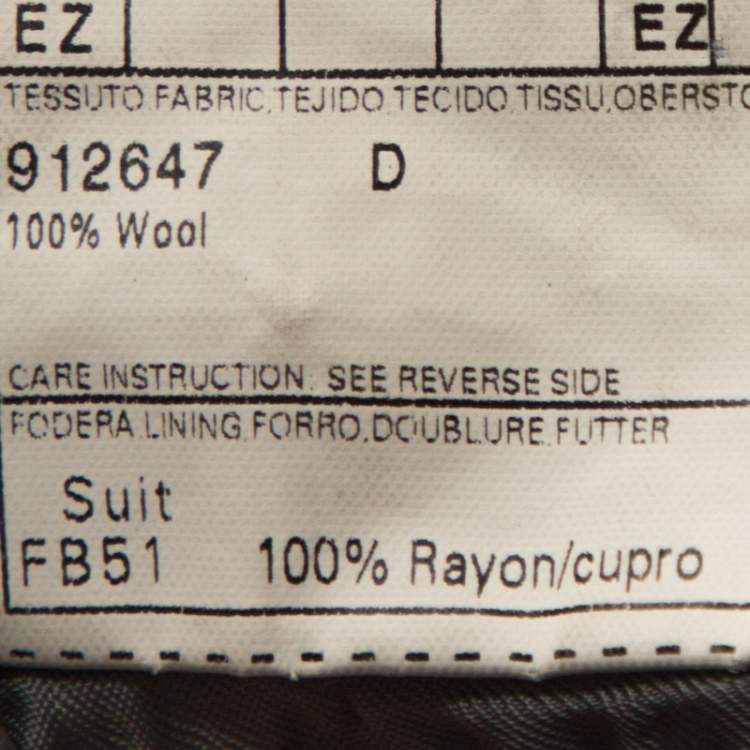 EZ EZ
TESSUTO.FABRIC.TEJIDO.TECIDO.TISSU.OBERSTO
912647 D
100% Wool
CARE INSTRUCTION. SEE REVERSE SIDE
FODERA.LINING.FORRO.DOUBLURE.FUTTER
Suit
FB51 100% Rayon/cupro